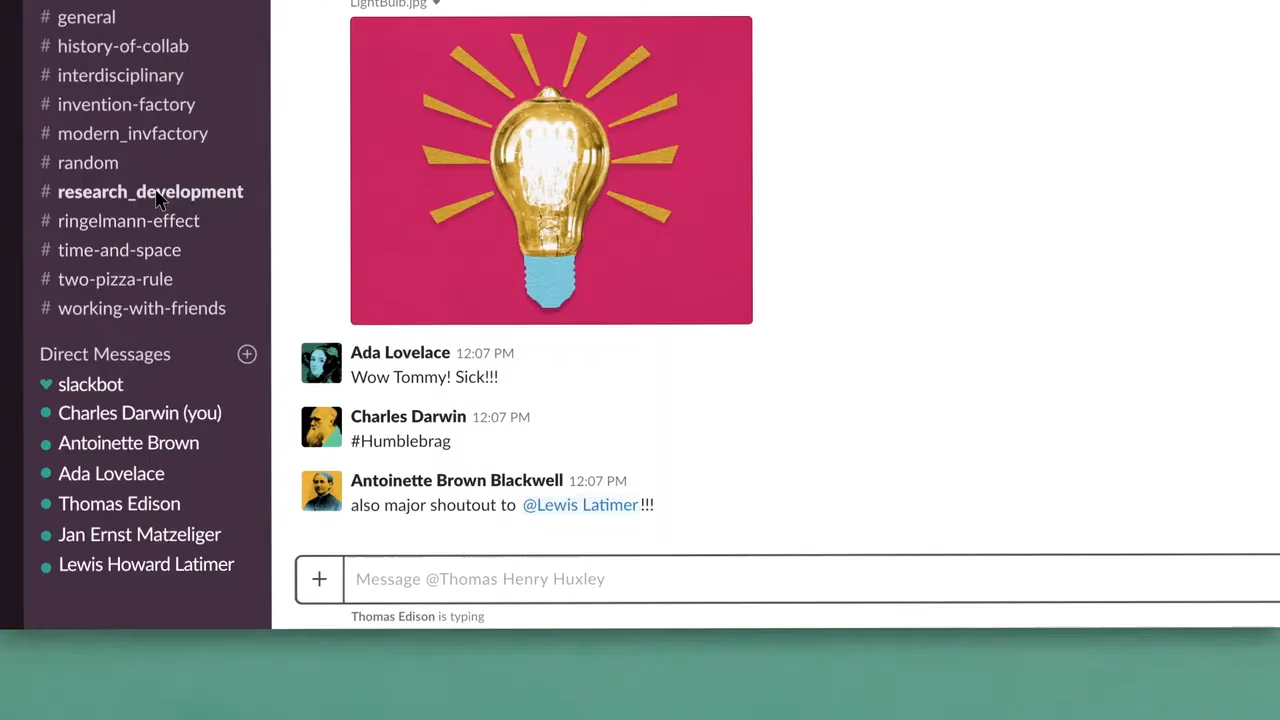 # general
# history-of-collab
# interdisciplinary
# invention-factory
# modern_invfactory
# random
# research_development
# ringelmann-effect
# time-and-space
# two-pizza-rule
# working-with-friends
Direct Messages
slackbot
Charles Darwin (you)
Antoinette Brown
Ada Lovelace
Thomas Edison
Jan Ernst Matzeliger
Lewis Howard Latimer
LightBulb.jpg
Ada Lovelace 12:07 PM
Wow Tommy! Sick!!!
Charles Darwin 12:07 PM
#Humblebrag
Antoinette Brown Blackwell 12:07 PM
also major shoutout to @Lewis Latimer!!!
+ Message @Thomas Henry Huxley
Thomas Edison is typing